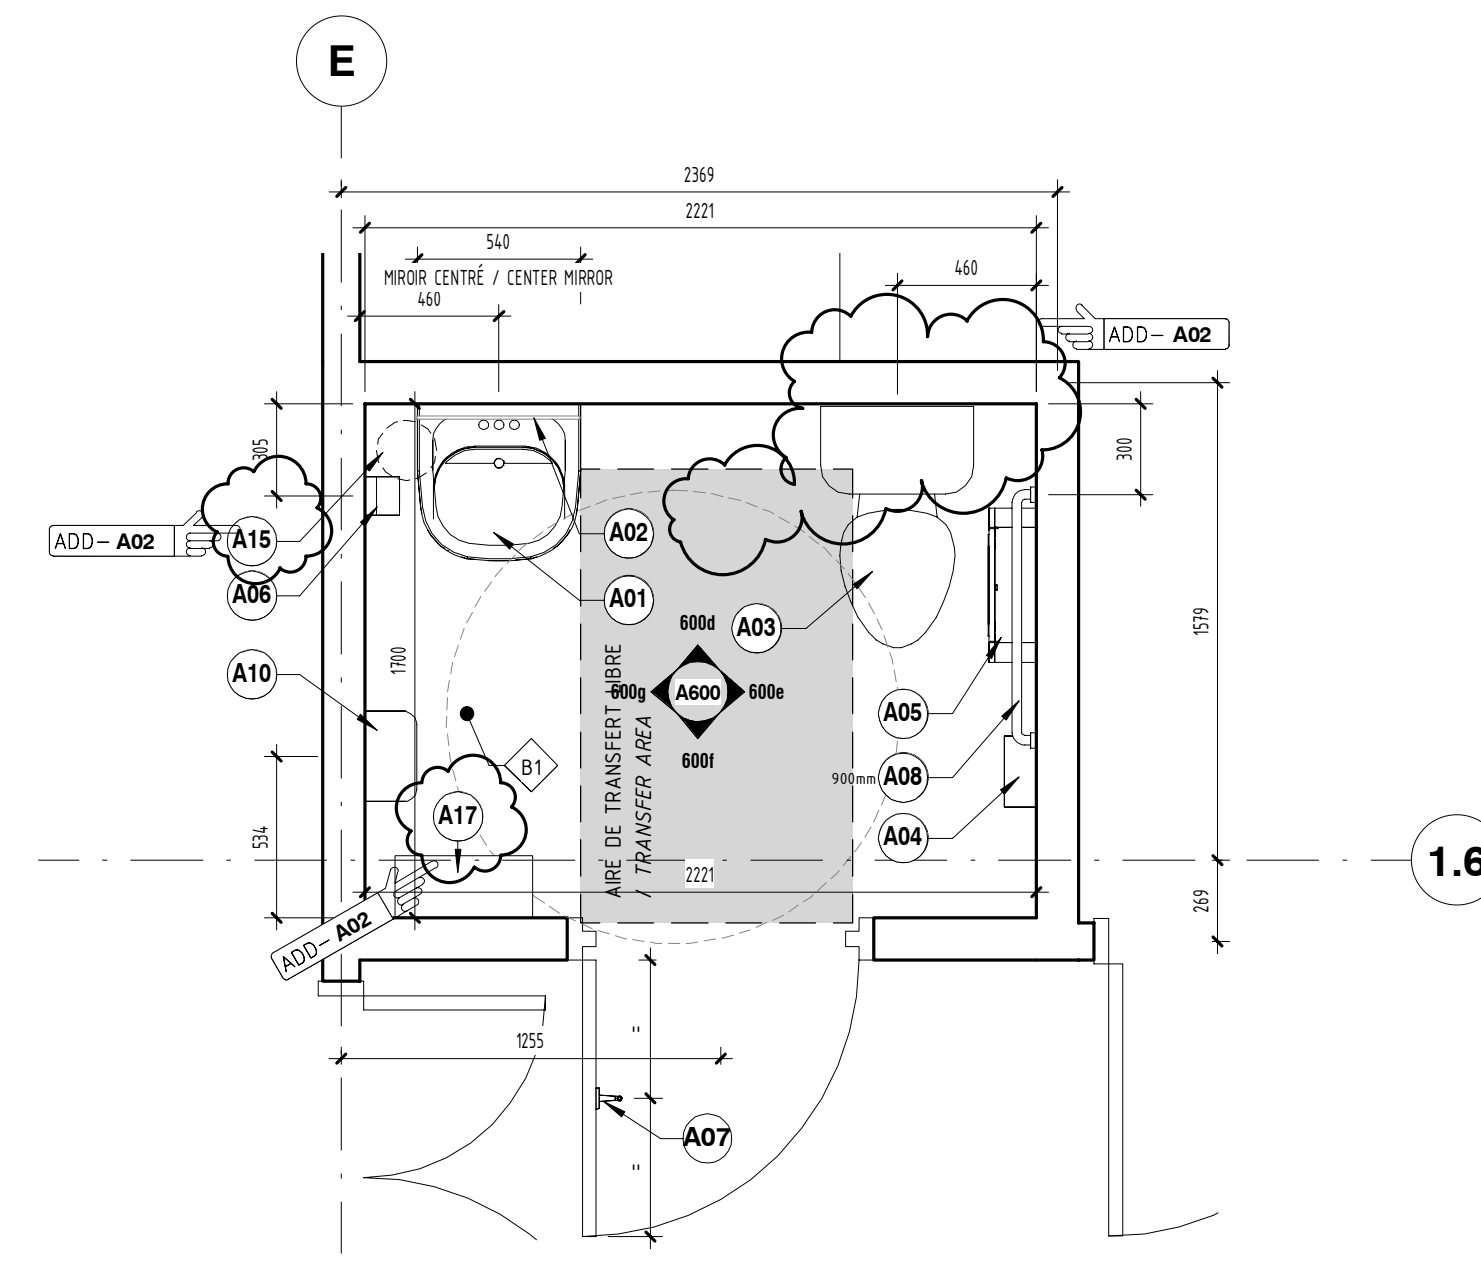 E
2369
2221
540
MIROIR CENTRÉ / CENTER MIRROR
460
460
ADD- A02
305
300
ADD- A02
A15
A02
A06
A01
1579
600d
A03
1700
A10
600g
A600
600e
A05
AIRE DE TRANSFERT LIBRE
/ TRANSFER AREA
600f
B1
900mm
A08
A17
A04
534
1.6
2221
269
ADD- A02
1255
=
A07
=